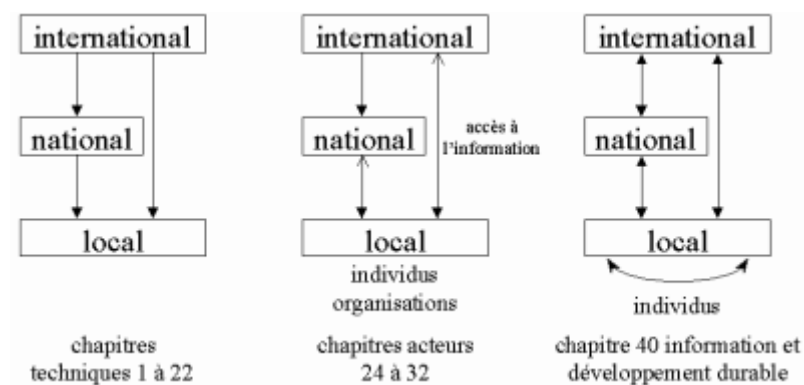 international
national
local
chapitres
techniques 1 à 22
international
national
accès à
l'information
local
individus
organisations
chapitres acteurs
24 à 32
international
national
local
individus
chapitre 40 information et
développement durable